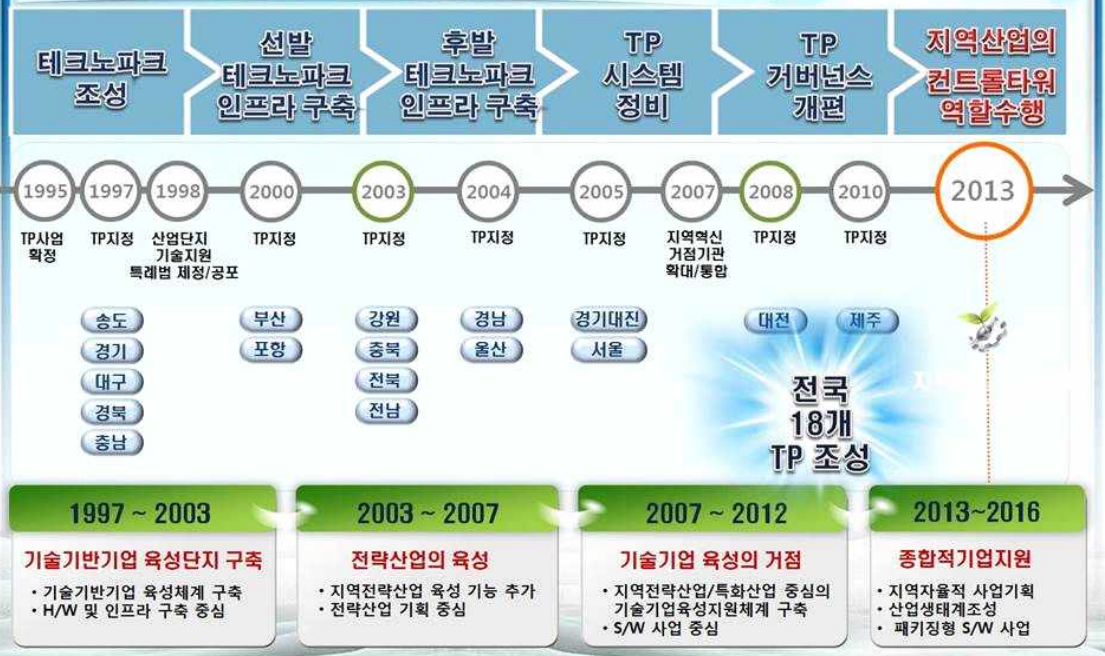 테크노파크
조성
선발
테크노파크
인프라 구축
후발
테크노파크
인프라 구축
TP
시스템
정비
TP
거버넌스
개편
지역산업의
컨트롤타워
역할수행
1995
1997
1998
2000
2003
2004
2005
2007
2008
2010
2013
TP사업
확정
TP지정
산업단지
기술지원
특례법 제정/공포
TP지정
TP지정
TP지정
TP지정
지역혁신
거점기관
확대/통합
TP지정
TP지정
송도
경기
대구
경북
충남
부산
포항
강원
충북
전북
전남
경남
울산
경기대진
서울
대전
제주
전국
18개
TP 조성
1997 ~ 2003
기술기반기업 육성단지 구축
• 기술기반기업 육성체계 구축
• H/W 및 인프라 구축 중심
2003 ~ 2007
전략산업의 육성
• 지역전략산업 육성 기능 추가
• 전략산업 기획 중심
2007 ~ 2012
기술기업 육성의 거점
• 지역전략산업/특화산업 중심의
기술기업육성지원체계 구축
• S/W 사업 중심
2013~2016
종합적기업지원
• 지역자율적 사업기획
• 산업생태계조성
• 패키징형 S/W 사업